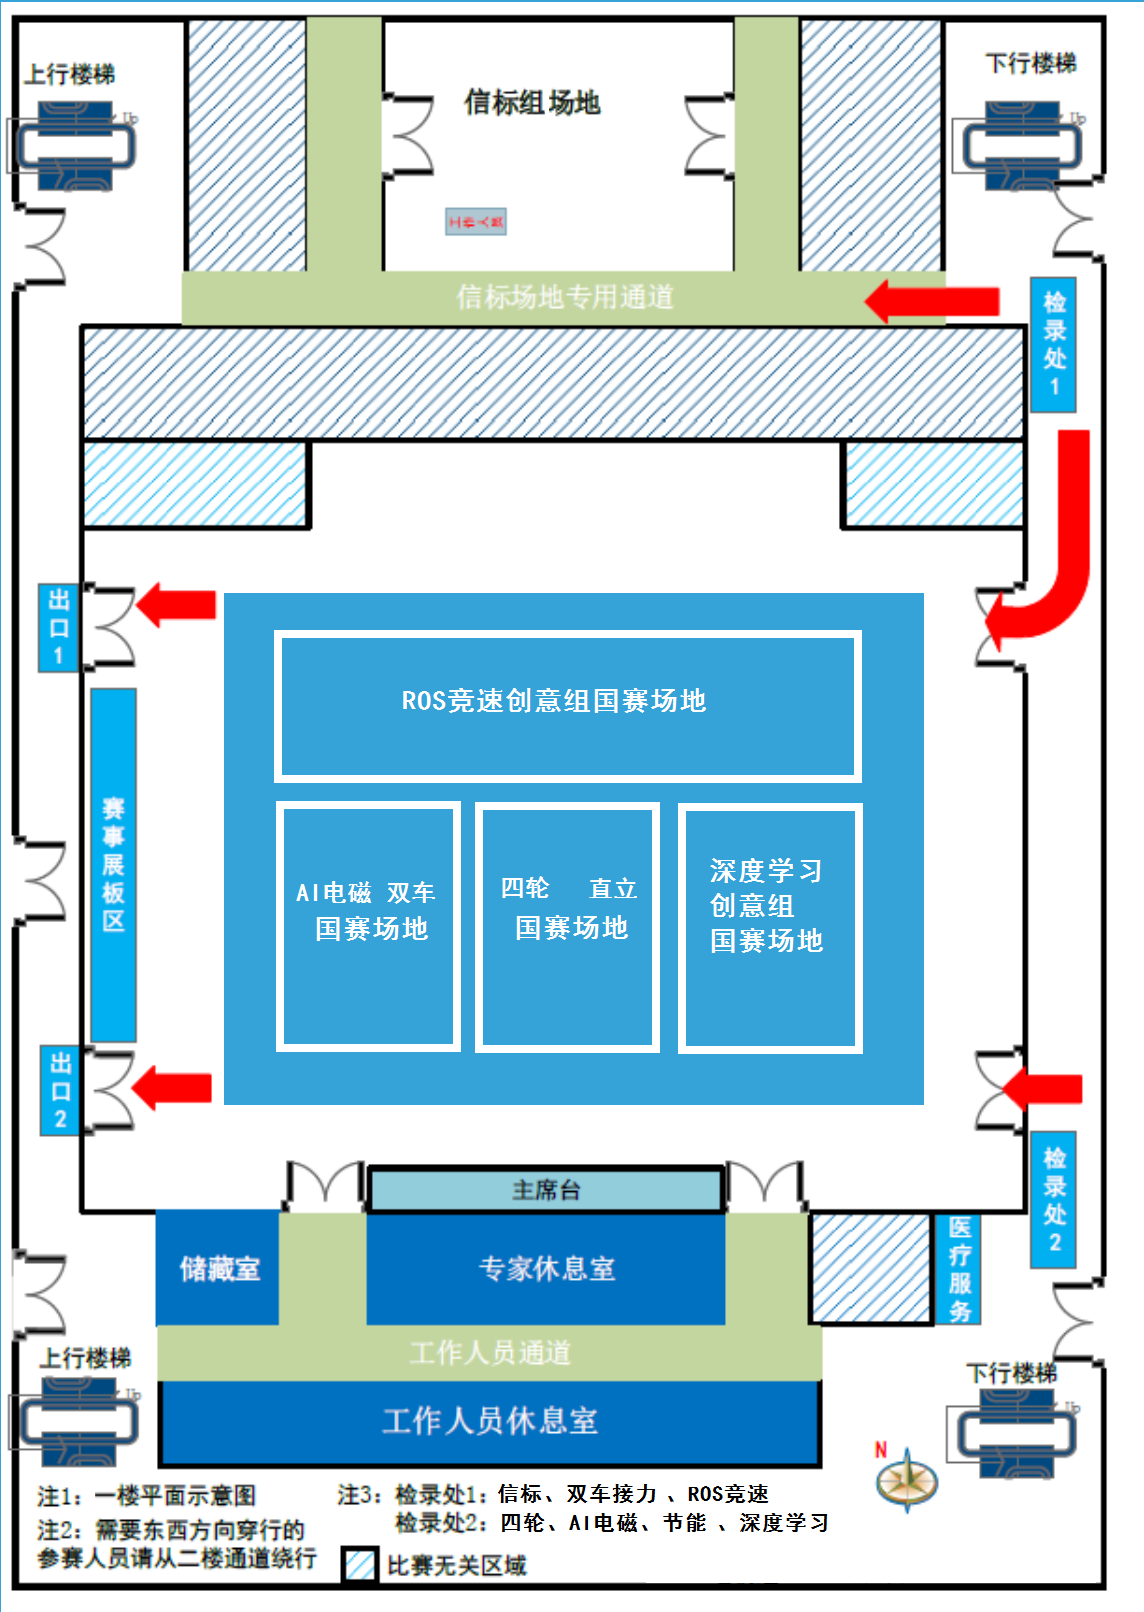 上行楼梯
Up
信标组场地
下行楼梯
Up
工作人员
信标场地专用通道
检录处1
出口1
ROS竞速创意组国赛场地
赛事展板区
AI电磁 双车
国赛场地
四轮 直立
国赛场地
深度学习
创意组
国赛场地
出口2
检录处2
主席台
储藏室
专家休息室
医疗服务
工作人员通道
上行楼梯
Up
下行楼梯
Up
工作人员休息室
N
注1：一楼平面示意图
注2：需要东西方向穿行的
参赛人员请从二楼通道绕行
注3：检录处1：信标、双车接力 、ROS竞速
检录处2：四轮、AI电磁、节能 、深度学习
比赛无关区域